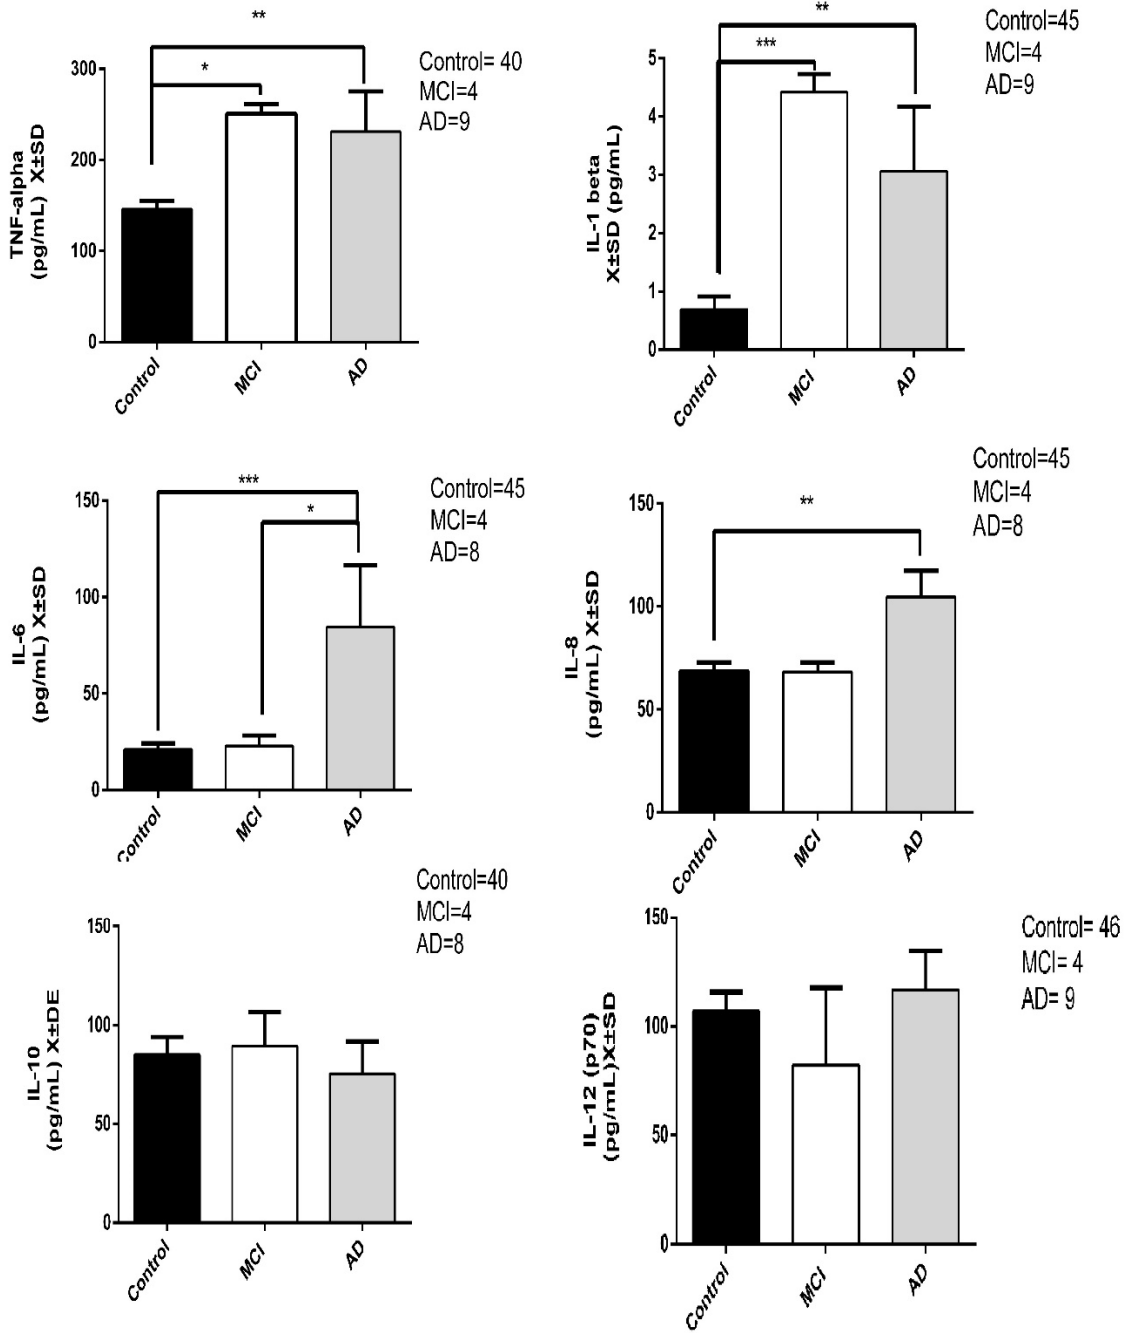 **
*
300
200
100
0
TNF-alpha
(pg/mL) X±SD
Control
MCI
AD
Control= 40
MCI=4
AD=9
**
***
5
4
3
2
1
0
IL-1 beta
X±SD (pg/mL)
Control
MCI
AD
Control=45
MCI=4
AD=9
***
*
150
100
50
0
IL-6
(pg/mL) X±SD
Control
MCI
AD
Control=45
MCI=4
AD=8
**
150
100
50
0
IL-8
(pg/mL) X±SD
Control
MCI
AD
Control=45
MCI=4
AD=8
150
100
50
0
IL-10
(pg/mL) X±DE
Control
MCI
AD
Control=40
MCI=4
AD=8
150
100
50
0
IL-12 (p70)
(pg/mL)X±SD
Control
MCI
AD
Control= 46
MCI= 4
AD= 9